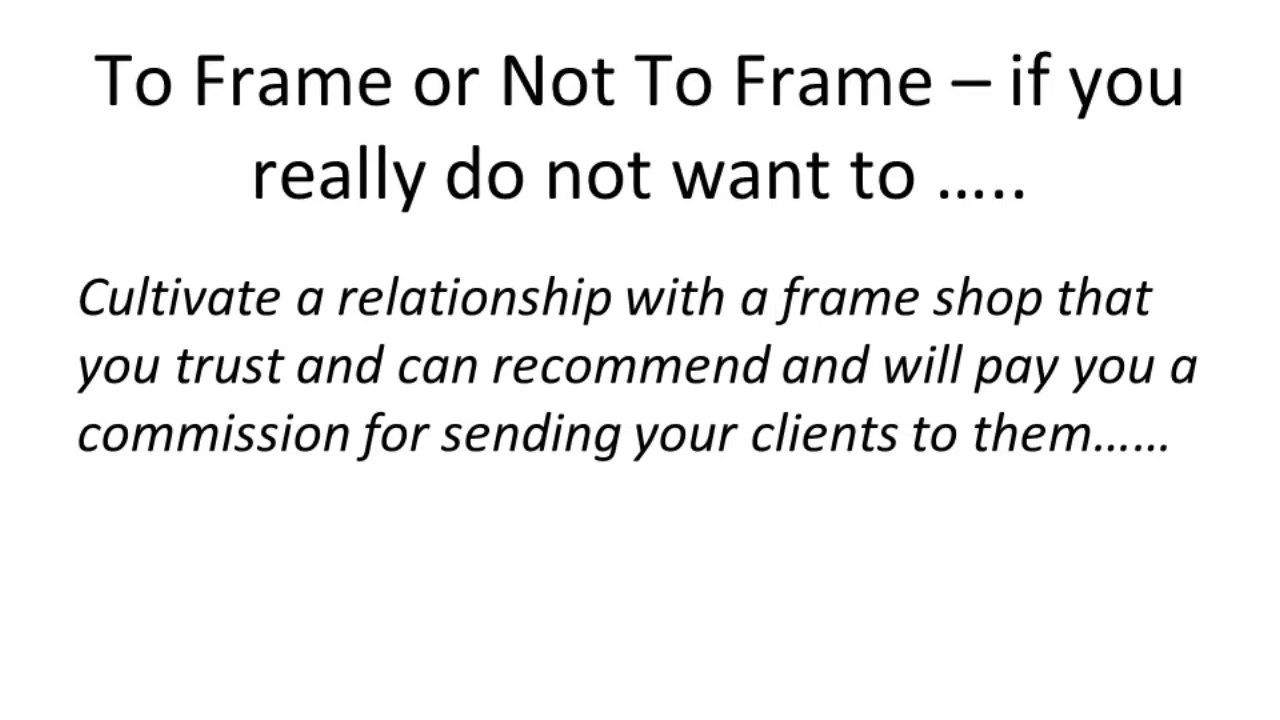 To Frame or Not To Frame – if you
really do not want to …..
Cultivate a relationship with a frame shop that
you trust and can recommend and will pay you a
commission for sending your clients to them……